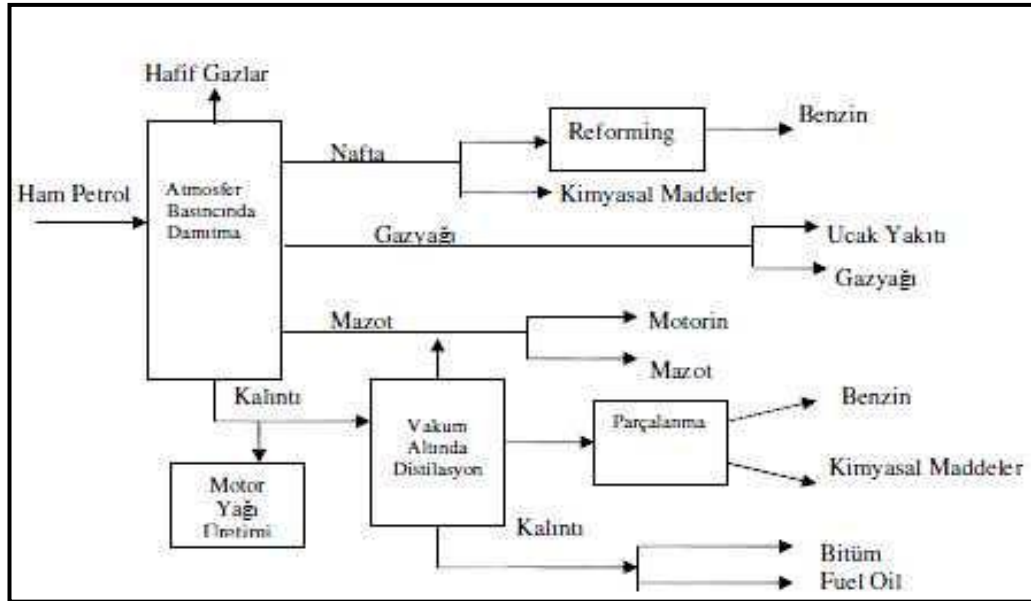 Hafif Gazlar
Benzin
Reforming
Nafta
Ham Petrol
Atmosfer
Basıncında
Damıtma
Kimyasal Maddeler
Gazyağı
Ucak Yakıtı
Gazyağı
Mazot
Motorin
Mazot
Kalıntı
Benzin
Vakum
Altında
Distilasyon
Parçalanma
Kimyasal Maddeler
Motor
Yağı
Üretimi
Kalıntı
Bitüm
Fuel Oil